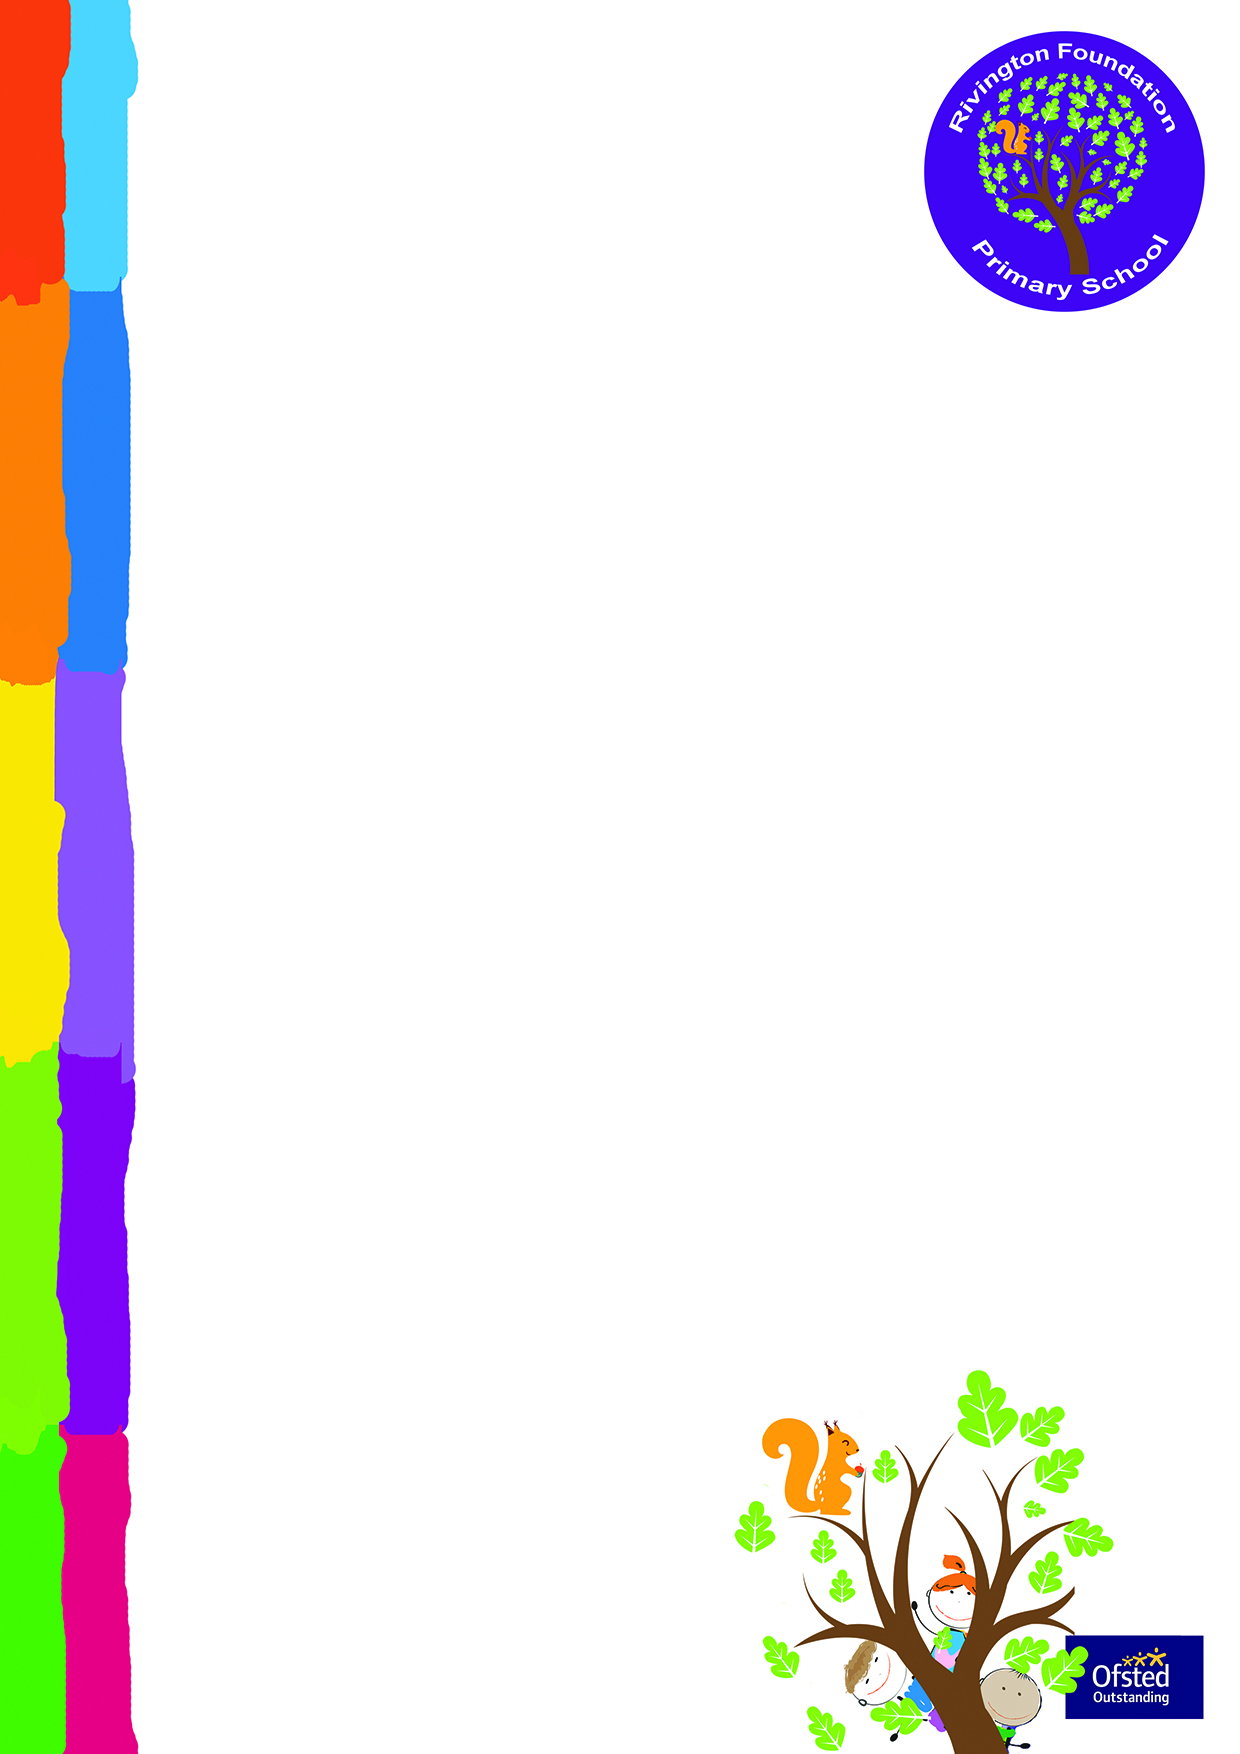 Rivington Foundation
Primary School
Ofsted
Outstanding